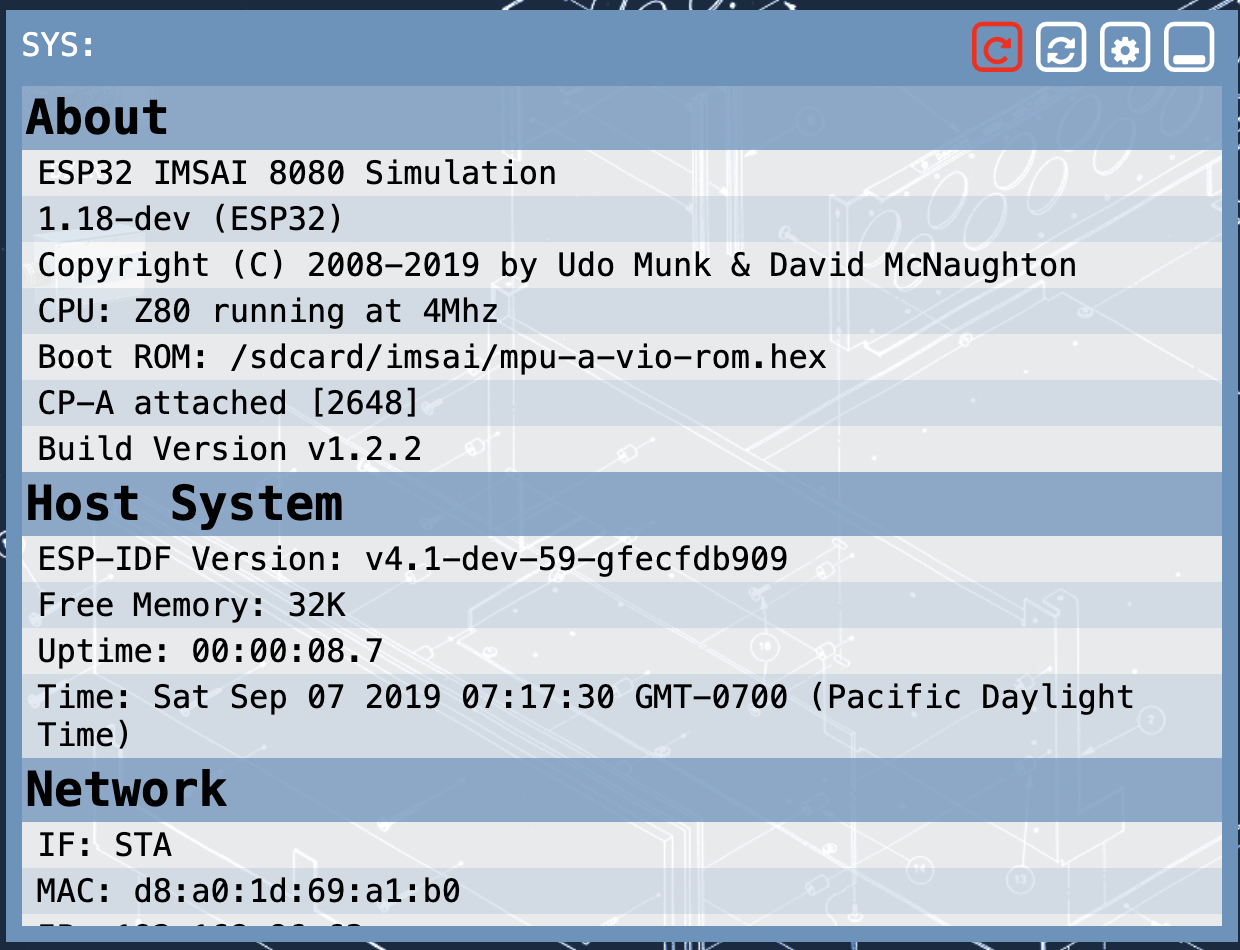 SYS:
About
ESP32 IMSAI 8080 Simulation
1.18-dev (ESP32)
Copyright (C) 2008-2019 by Udo Munk & David McNaughton
CPU: Z80 running at 4Mhz
Boot ROM: /sdcard/imsai/mpu-a-vio-rom.hex
CP-A attached [2648]
Build Version v1.2.2
Host System
ESP-IDF Version: v4.1-dev-59-gfecfdb909
Free Memory: 32K
Uptime: 00:00:08.7
Time: Sat Sep 07 2019 07:17:30 GMT-0700 (Pacific Daylight
Time)
Network
IF: STA
MAC: d8:a0:1d:69:a1:b0